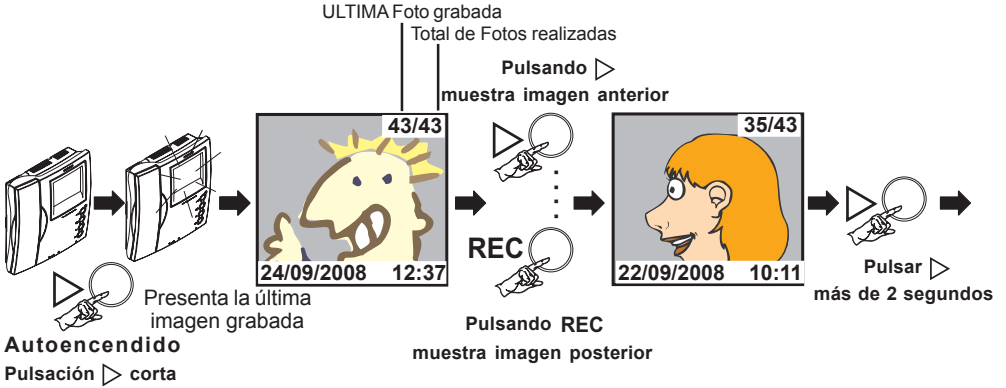 ULTIMA Foto grabada
Total de Fotos realizadas
Pulsando ▷
muestra imagen anterior
43/43
24/09/2008 12:37
REC
35/43
22/09/2008 10:11
Presenta la última
imagen grabada
Autoencendido
Pulsación ▷ corta
Pulsando REC
muestra imagen posterior
Pulsar ▷
más de 2 segundos